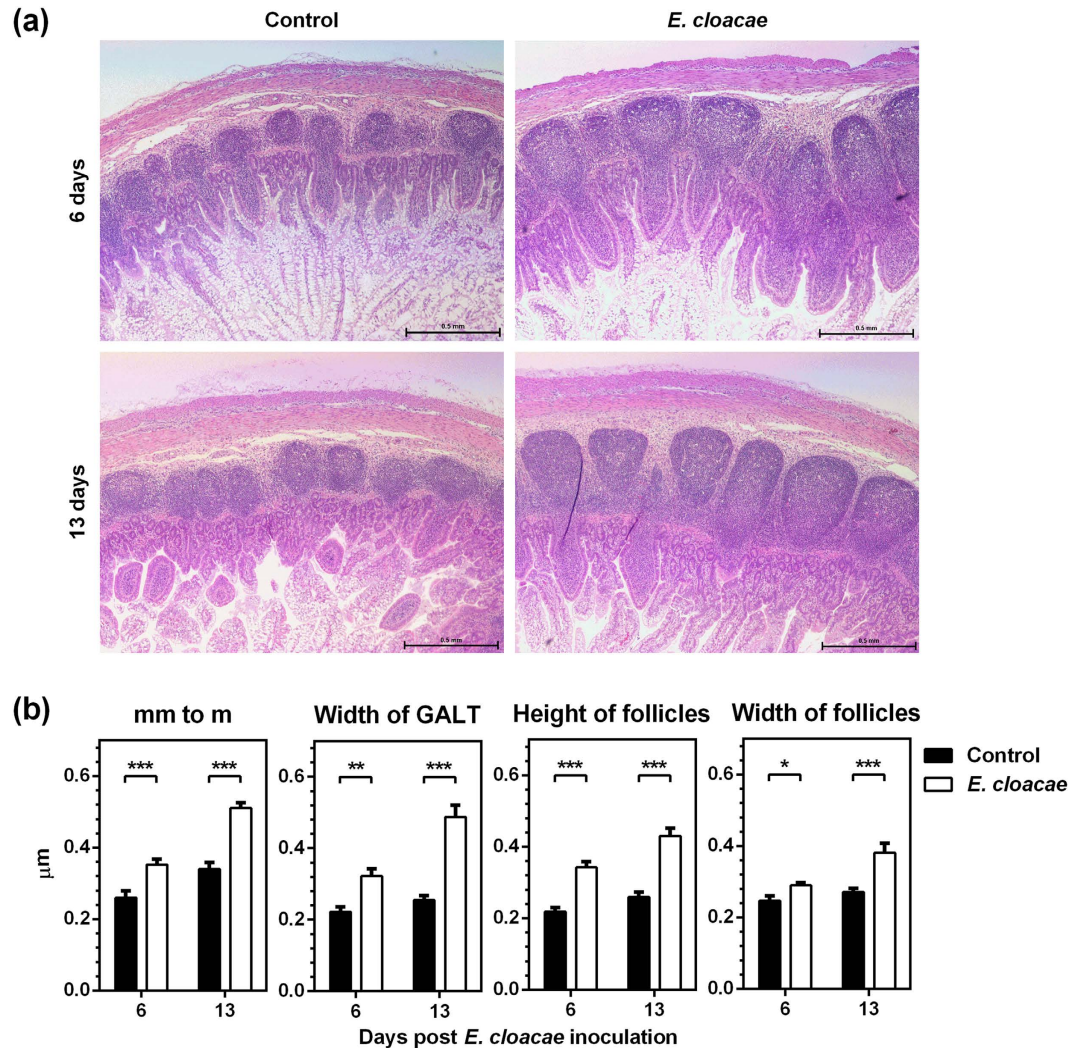 (a)
Control
E. cloacae
6 days
0.5 mm
0.5 mm
13 days
0.5 mm
0.5 mm
(b)
mm to m
Width of GALT
Height of follicles
Width of follicles
Control
E. cloacae
μm
0.6
0.4
0.2
0.0
*** ***
6 13
0.6
0.4
0.2
0.0
** ***
6 13
0.6
0.4
0.2
0.0
*** ***
6 13
0.6
0.4
0.2
0.0
* ***
6 13
Days post E. cloacae inoculation